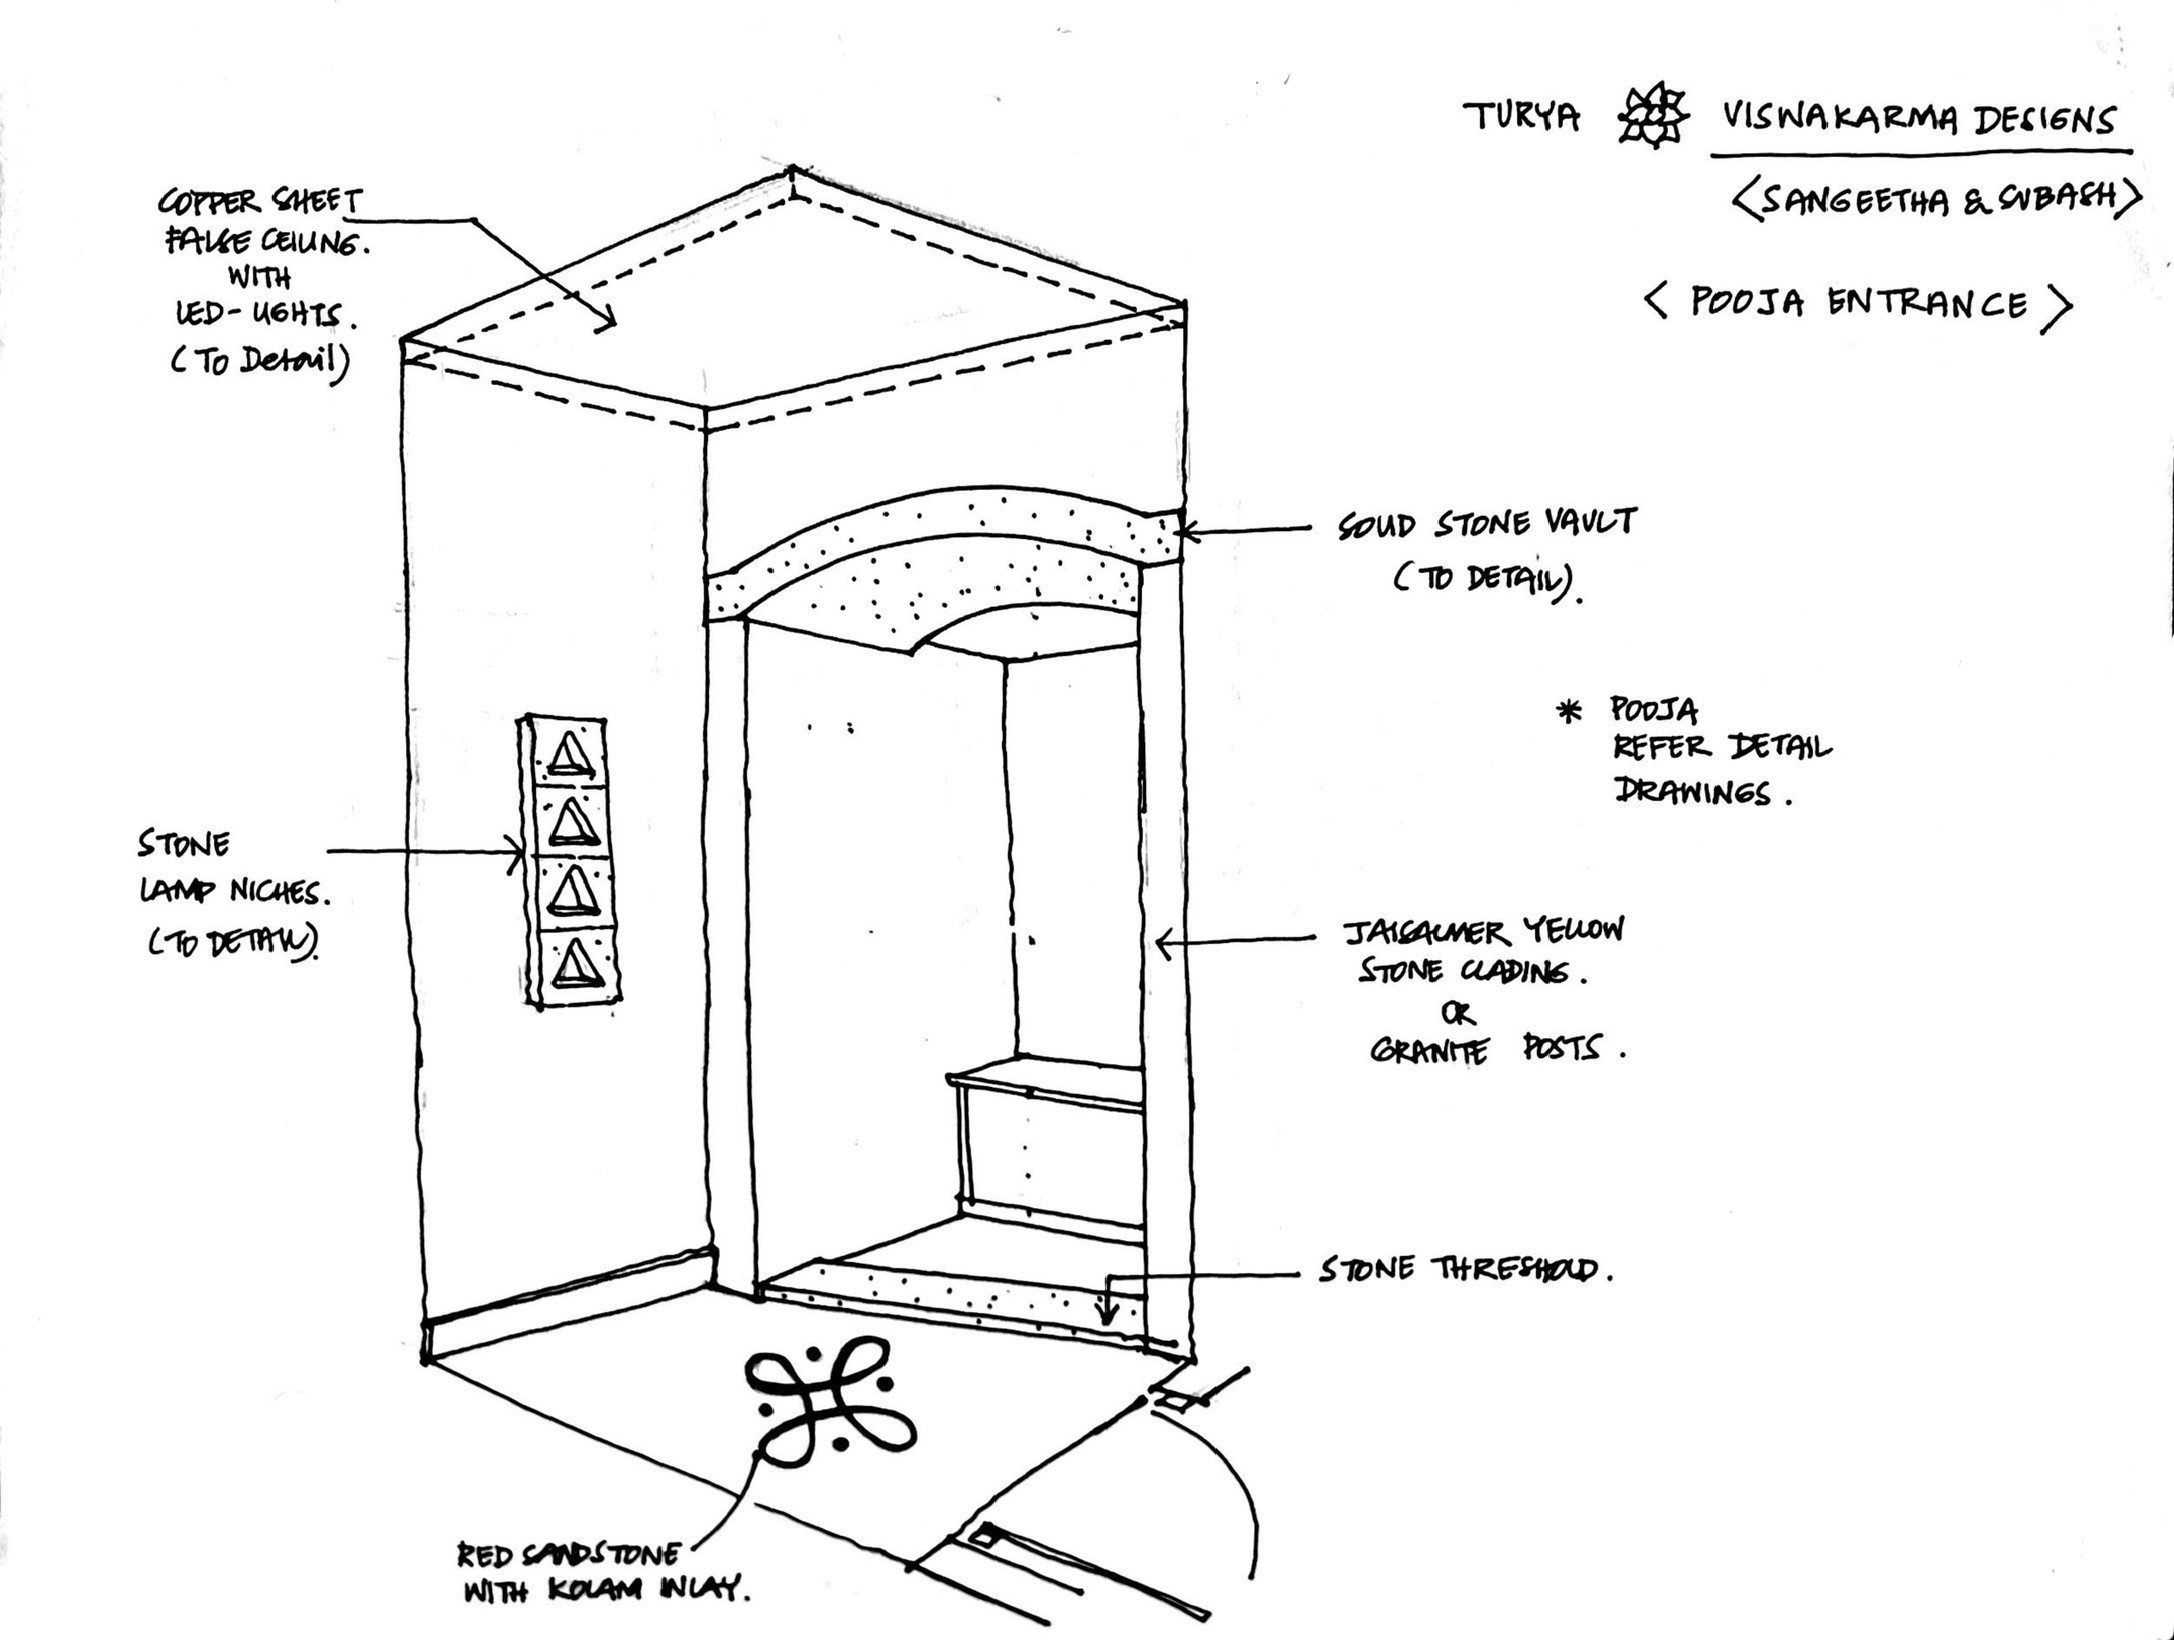 TURYA VISWAKARMA DESIGNS
<SANGEETHA & SUBASH>
< POOJA ENTRANCE >
COPPER SHEET
FALSE CEILING.
WITH
LED-LIGHTS.
(To Detail)
SOLID STONE VAULT
(TO DETAIL).
* POOJA
REFER DETAIL
DRAWINGS.
STONE
LAMP NICHES.
(TO DETAIL).
JAISALMER YELLOW
STONE CLADING.
OR
GRANITE POSTS.
STONE THRESHOLD.
RED SANDSTONE
WITH KOLAM INLAY.